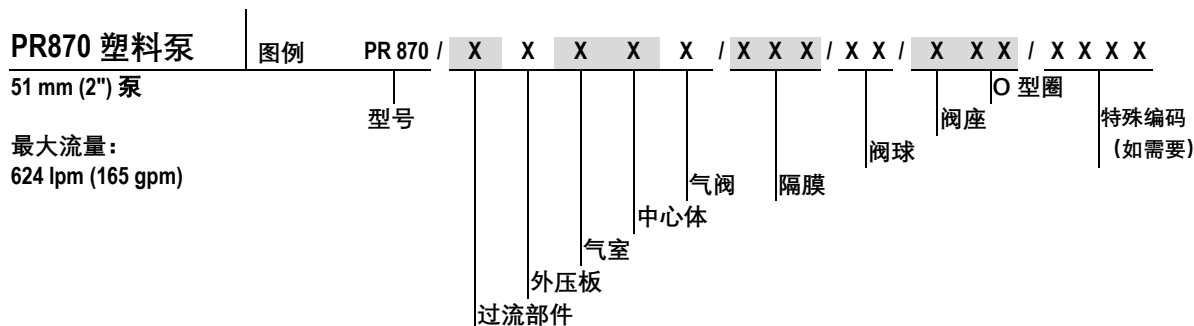 PR870 塑料泵
图例
PR 870 / X X X X X / X X X / X X / X X X / X X X X
51 mm (2") 泵
最大流量：
624 lpm (165 gpm)
型号
O 型圈
阀座
特殊编码
（如需要）
阀球
气阀
隔膜
中心体
气室
外压板
过流部件